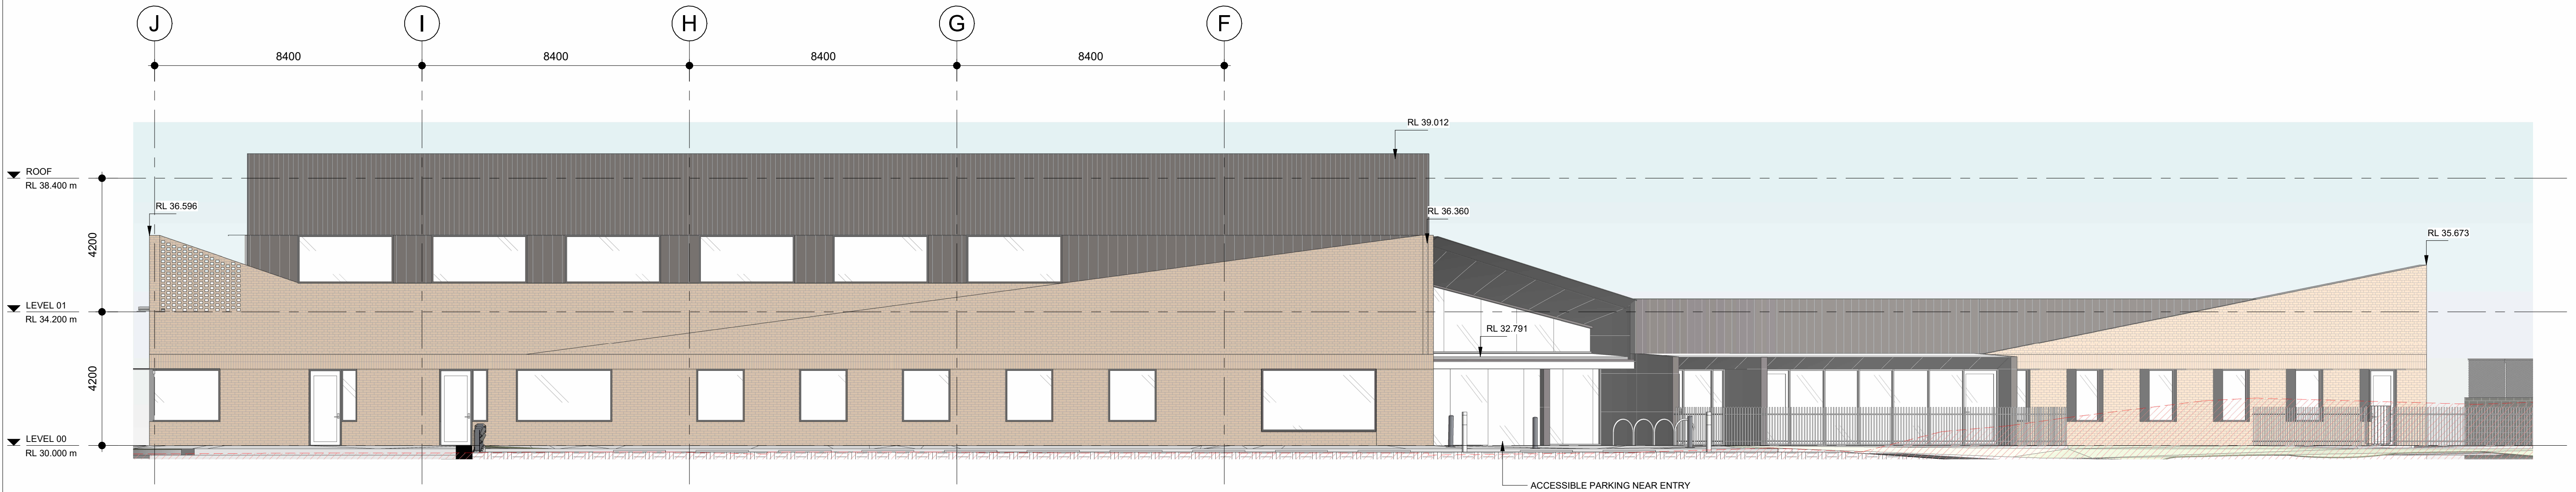 J I H G F
8400 8400 8400 8400
RL 39.012
ROOF
RL 38.400 m
RL 36.596
RL 36.360
RL 35.673
4200
LEVEL 01
RL 34.200 m
RL 32.791
4200
LEVEL 00
RL 30.000 m
ACCESSIBLE PARKING NEAR ENTRY